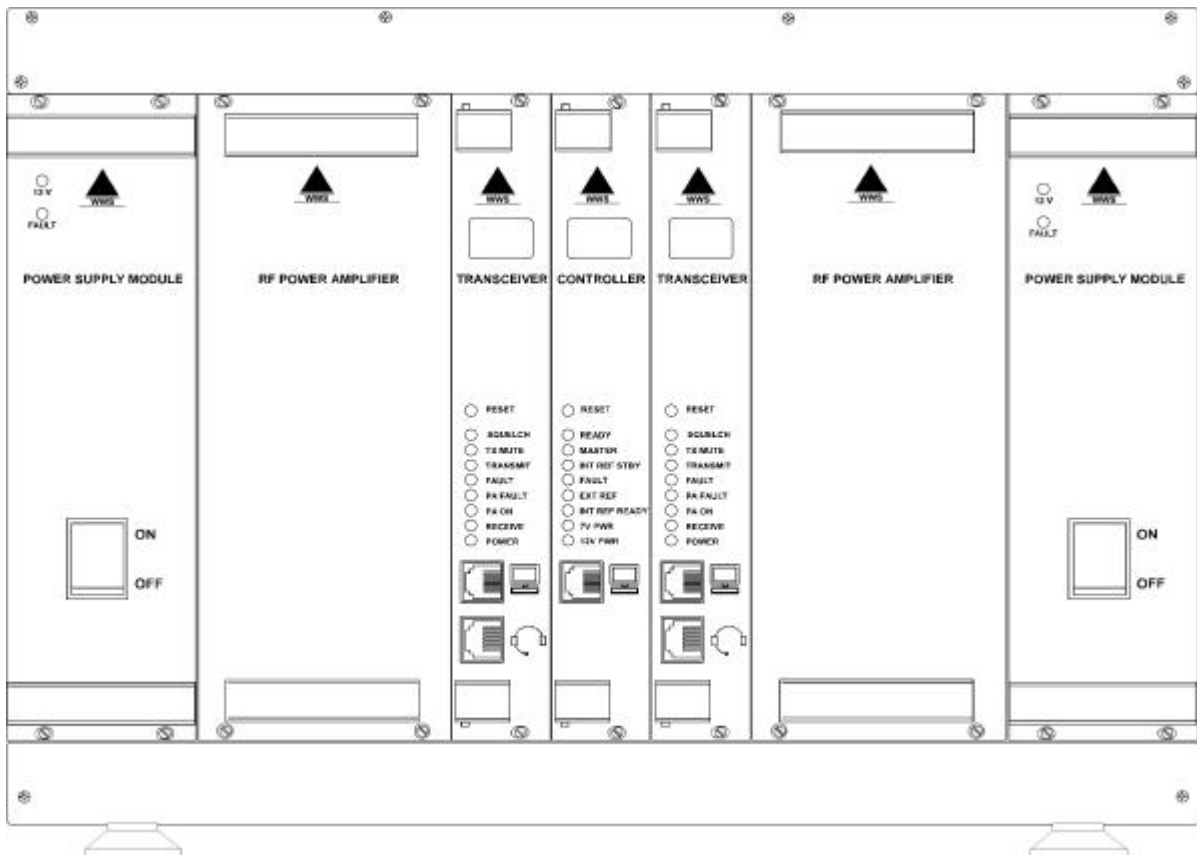 12 V
WWS
FAULT
POWER SUPPLY MODULE
ON
OFF
WWS
RF POWER AMPLIFIER
WWS
TRANSCEIVER
RESET
SQUELCH
TX MUTE
TRANSMIT
FAULT
PA FAULT
PA ON
RECEIVE
POWER
WWS
CONTROLLER
RESET
READY
MASTER
INT REF STBY
FAULT
EXT REF
INT REF READY
7V PWR
12V PWR
WWS
TRANSCEIVER
RESET
SQUELCH
TX MUTE
TRANSMIT
FAULT
PA FAULT
PA ON
RECEIVE
POWER
WWS
RF POWER AMPLIFIER
12 V
WWS
FAULT
POWER SUPPLY MODULE
ON
OFF